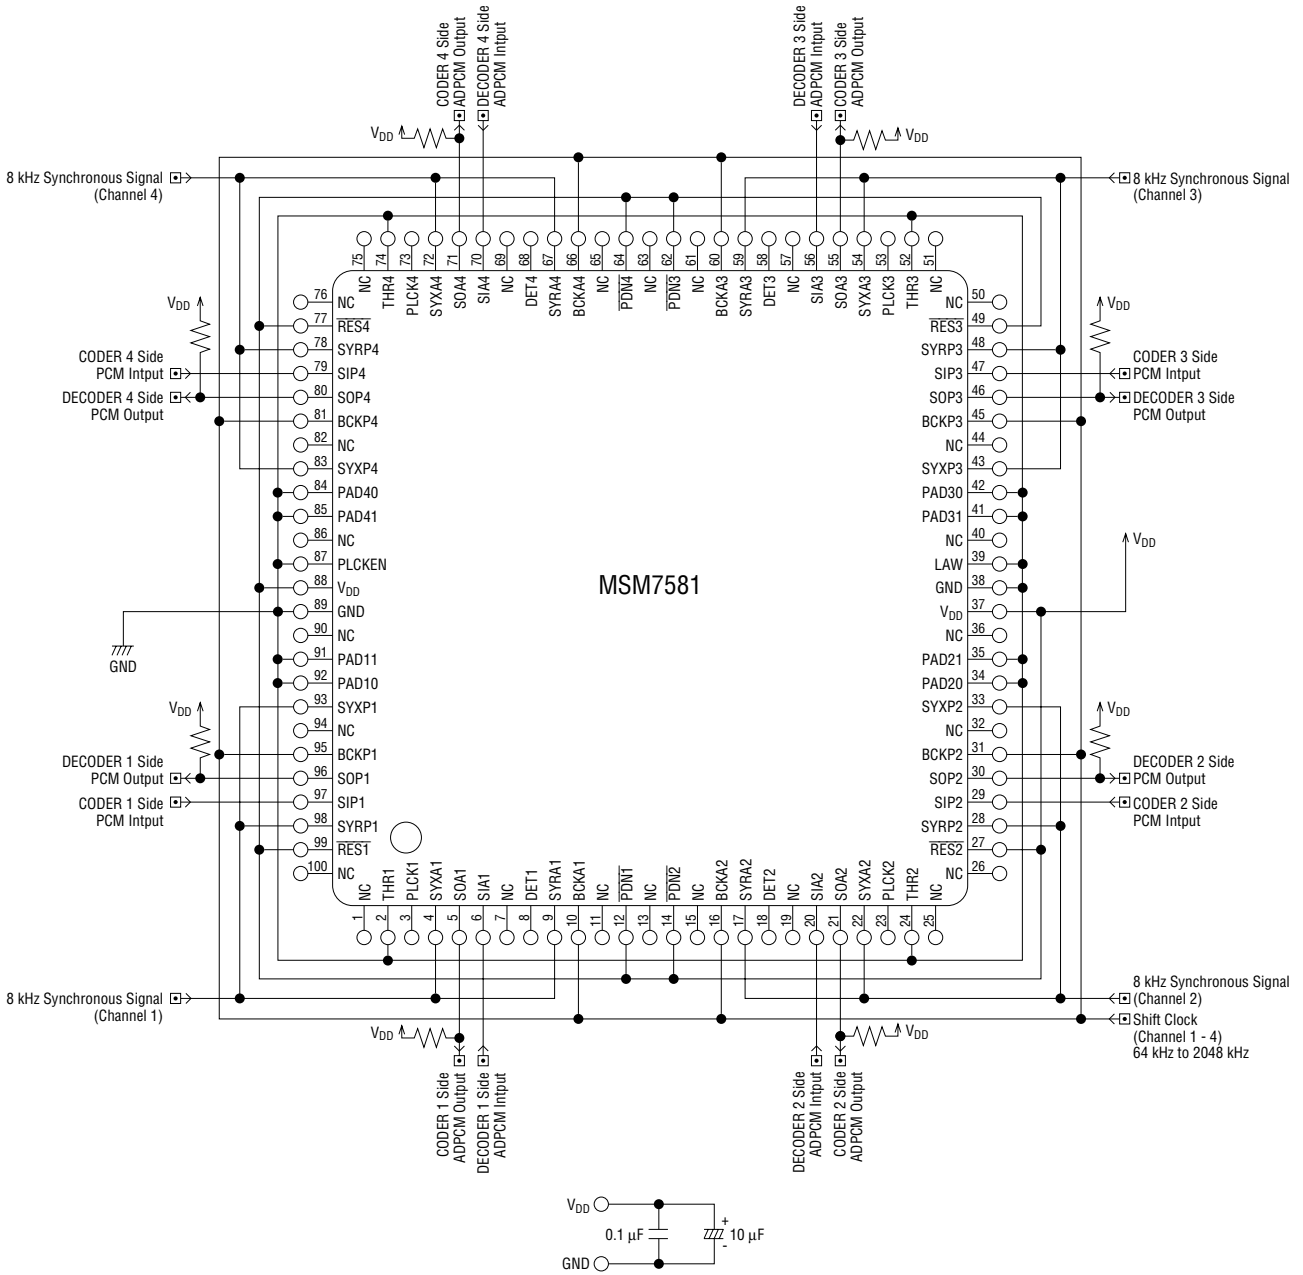 CODER 4 Side
ADPCM Output
DECODER 4 Side
ADPCM Intput
DECODER 3 Side
ADPCM Intput
CODER 3 Side
ADPCM Output
VDD
VDD
8 kHz Synchronous Signal
(Channel 4)
8 kHz Synchronous Signal
(Channel 3)
75 NC
74 THR4
73 PLCK4
72 SYXA4
71 SOA4
70 SIA4
69 NC
68 DET4
67 SYRA4
66 BCKA4
65 NC
64 PDN4
63 NC
62 PDN3
61 NC
60 BCKA3
59 SYRA3
58 DET3
57 NC
56 SIA3
55 SOA3
54 SYXA3
53 PLCK3
52 THR3
51 NC
VDD
CODER 4 Side
PCM Intput
DECODER 4 Side
PCM Output
76 NC
77 RES4
78 SYRP4
79 SIP4
80 SOP4
81 BCKP4
82 NC
83 SYXP4
84 PAD40
85 PAD41
86 NC
87 PLCKEN
88 VDD
89 GND
90 NC
91 PAD11
92 PAD10
93 SYXP1
94 NC
95 BCKP1
96 SOP1
97 SIP1
98 SYRP1
99 RES1
100 NC
GND
VDD
DECODER 1 Side
PCM Output
CODER 1 Side
PCM Intput
MSM7581
NC 50
RES3 49
SYRP3 48
SIP3 47
SOP3 46
BCKP3 45
NC 44
SYXP3 43
PAD30 42
PAD31 41
NC 40
LAW 39
GND 38
VDD 37
NC 36
PAD21 35
PAD20 34
SYXP2 33
NC 32
BCKP2 31
SOP2 30
SIP2 29
SYRP2 28
RES2 27
NC 26
VDD
CODER 3 Side
PCM Intput
DECODER 3 Side
PCM Output
VDD
VDD
DECODER 2 Side
PCM Output
CODER 2 Side
PCM Intput
1 NC
2 THR1
3 PLCK1
4 SYXA1
5 SOA1
6 SIA1
7 NC
8 DET1
9 SYRA1
10 BCKA1
11 NC
12 PDN1
13 NC
14 PDN2
15 NC
16 BCKA2
17 SYRA2
18 DET2
19 NC
20 SIA2
21 SOA2
22 SYXA2
23 PLCK2
24 THR2
25 NC
8 kHz Synchronous Signal
(Channel 1)
8 kHz Synchronous Signal
(Channel 2)
Shift Clock
(Channel 1 - 4)
64 kHz to 2048 kHz
VDD
VDD
CODER 1 Side
ADPCM Output
DECODER 1 Side
ADPCM Intput
DECODER 2 Side
ADPCM Intput
CODER 2 Side
ADPCM Output
VDD
0.1 μF
+
10 μF
-
GND